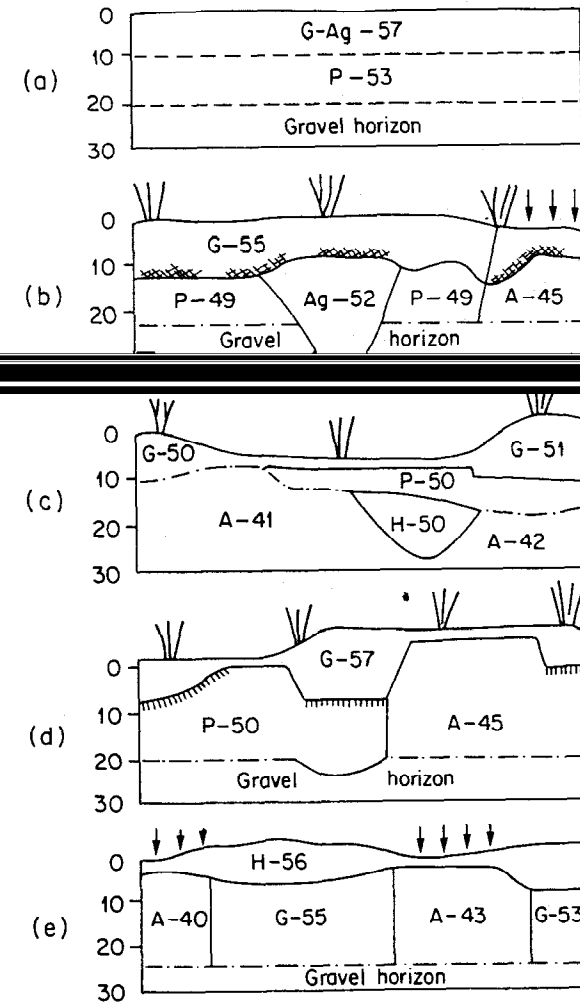 0
G-Ag-57
10
(a)
P-53
20
Gravel horizon
30
0
G-55
10
(b)
P-49
Ag-52
P-49
A-45
20
Gravel horizon
0
G-50
G-51
10
P-50
(c)
A-41
H-50
20
A-42
30
0
G-57
10
P-50
A-45
(d)
20
Gravel horizon
30
0
H-56
10
A-40
G-55
A-43
G-53
(e)
20
Gravel horizon
30